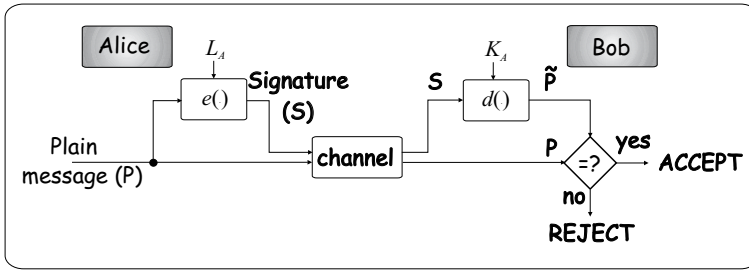 Alice
Bob
L_A
K_A
e()
Signature
(S)
S
d()
P̃
Plain
message (P)
channel
P
=?
yes
ACCEPT
no
REJECT